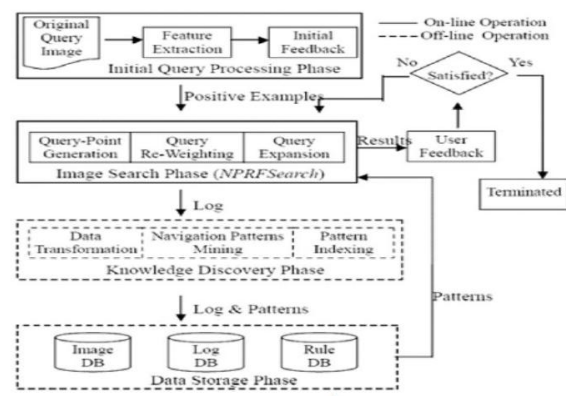 Original
Query
Image
Feature
Extraction
Initial
Feedback
Initial Query Processing Phase
On-line Operation
Off-line Operation
No
Satisfied?
Yes
Positive Examples
Query-Point
Generation
Query
Re-Weighting
Query
Expansion
Image Search Phase (NPRFSearch)
Results
User
Feedback
Terminated
Log
Data
Transformation
Navigation Patterns
Mining
Pattern
Indexing
Knowledge Discovery Phase
Log & Patterns
Patterns
Image
DB
Log
DB
Rule
DB
Data Storage Phase